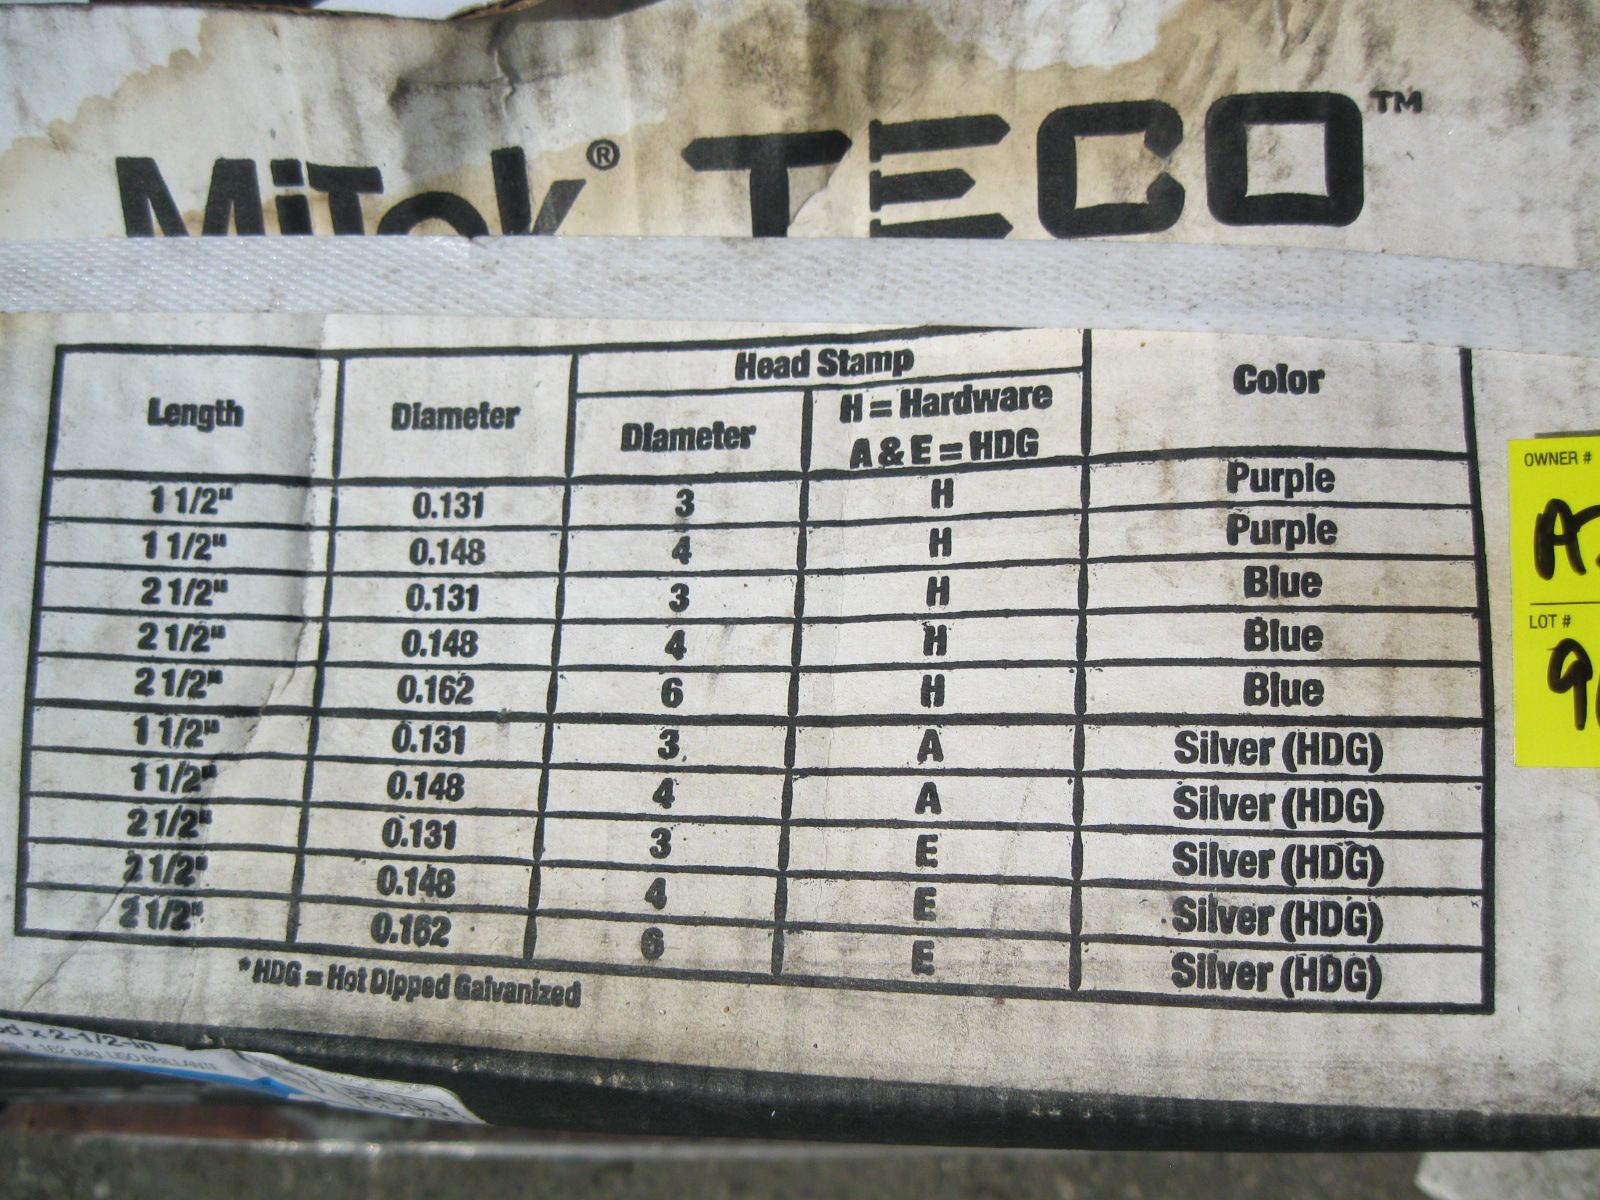 MiTek® TECO™
Length Diameter Head Stamp Color
Diameter H = Hardware
A & E = HDG
1 1/2" 0.131 3 H Purple
1 1/2" 0.148 4 H Purple
2 1/2" 0.131 3 H Blue
2 1/2" 0.148 4 H Blue
2 1/2" 0.162 6 H Blue
1 1/2" 0.131 3 A Silver (HDG)
1 1/2" 0.148 4 A Silver (HDG)
2 1/2" 0.131 3 E Silver (HDG)
2 1/2" 0.148 4 E Silver (HDG)
2 1/2" 0.162 6 E Silver (HDG)
* HDG = Hot Dipped Galvanized
OWNER #
LOT #
x 2-1/2-in